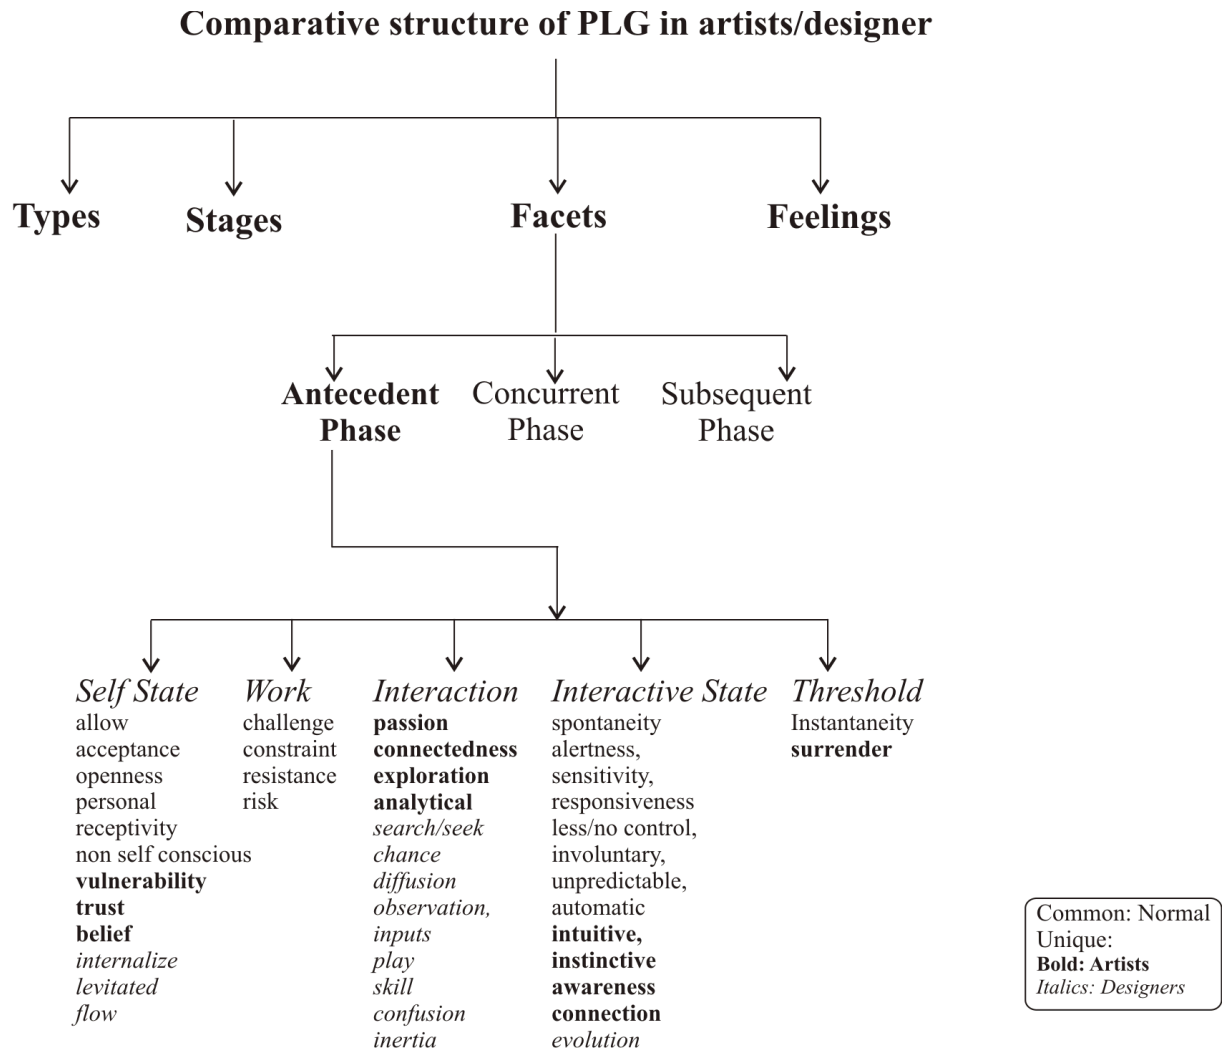 Comparative structure of PLG in artists/designer
Types
Stages
Facets
Feelings
Antecedent
Phase
Concurrent
Phase
Subsequent
Phase
Self State
allow
acceptance
openness
personal
receptivity
non self conscious
vulnerability
trust
belief
internalize
levitated
flow
Work
challenge
constraint
resistance
risk
Interaction
passion
connectedness
exploration
analytical
search/seek
chance
diffusion
observation,
inputs
play
skill
confusion
inertia
Interactive State
spontaneity
alertness,
sensitivity,
responsiveness
less/no control,
involuntary,
unpredictable,
automatic
intuitive,
instinctive
awareness
connection
evolution
Threshold
Instantaneity
surrender
Common: Normal
Unique:
Bold: Artists
Italics: Designers